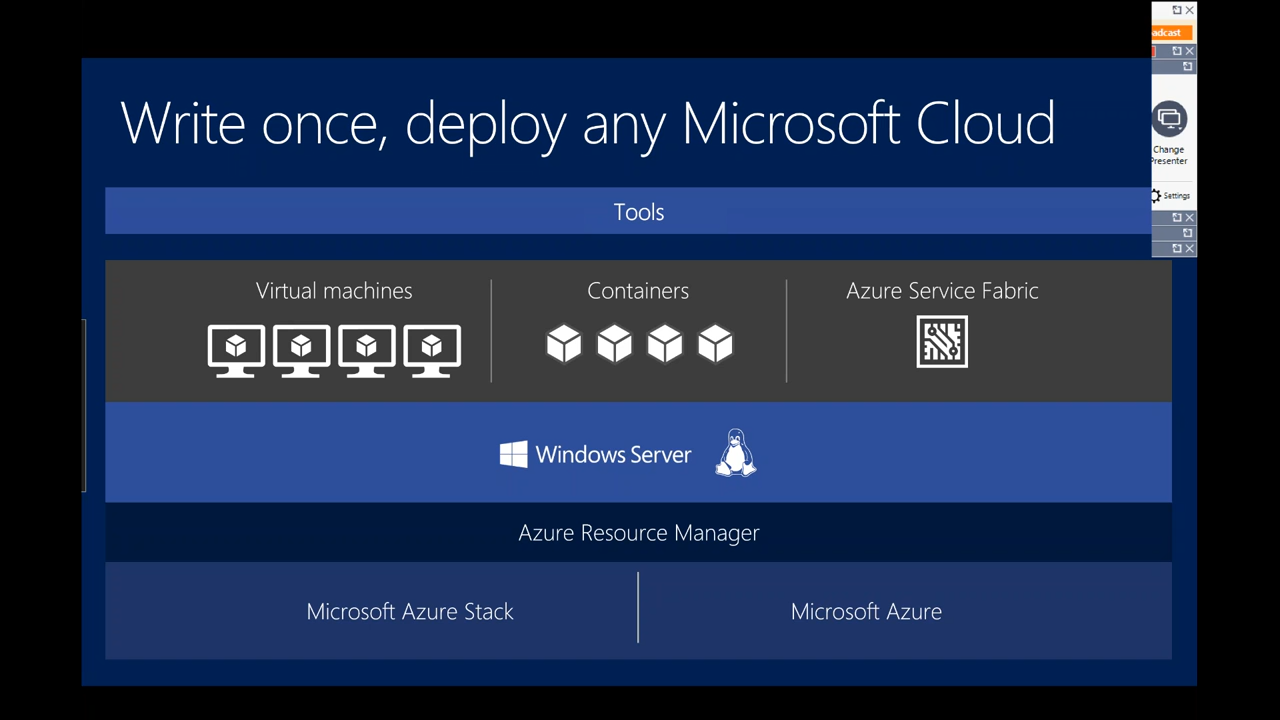 Write once, deploy any Microsoft Cloud
adcast
Change
Presenter
Settings
Tools
Virtual machines
Containers
Azure Service Fabric
Windows Server
Azure Resource Manager
Microsoft Azure Stack
Microsoft Azure